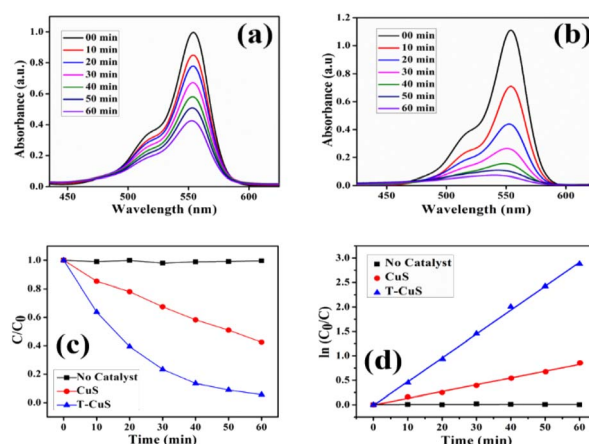 (a)
00 min
10 min
20 min
30 min
40 min
50 min
60 min
Absorbance (a.u.)
1.0
0.8
0.6
0.4
0.2
0.0
450
500
550
600
Wavelength (nm)
(b)
00 min
10 min
20 min
30 min
40 min
50 min
60 min
Absorbance (a.u)
1.2
1.0
0.8
0.6
0.4
0.2
0.0
450
500
550
600
Wavelength (nm)
(c)
No Catalyst
CuS
T-CuS
C/C0
1.0
0.8
0.6
0.4
0.2
0.0
0 10 20 30 40 50 60
Time (min)
(d)
No Catalyst
CuS
T-CuS
ln (C0/C)
3.0
2.5
2.0
1.5
1.0
0.5
0.0
0 10 20 30 40 50 60
Time (min)